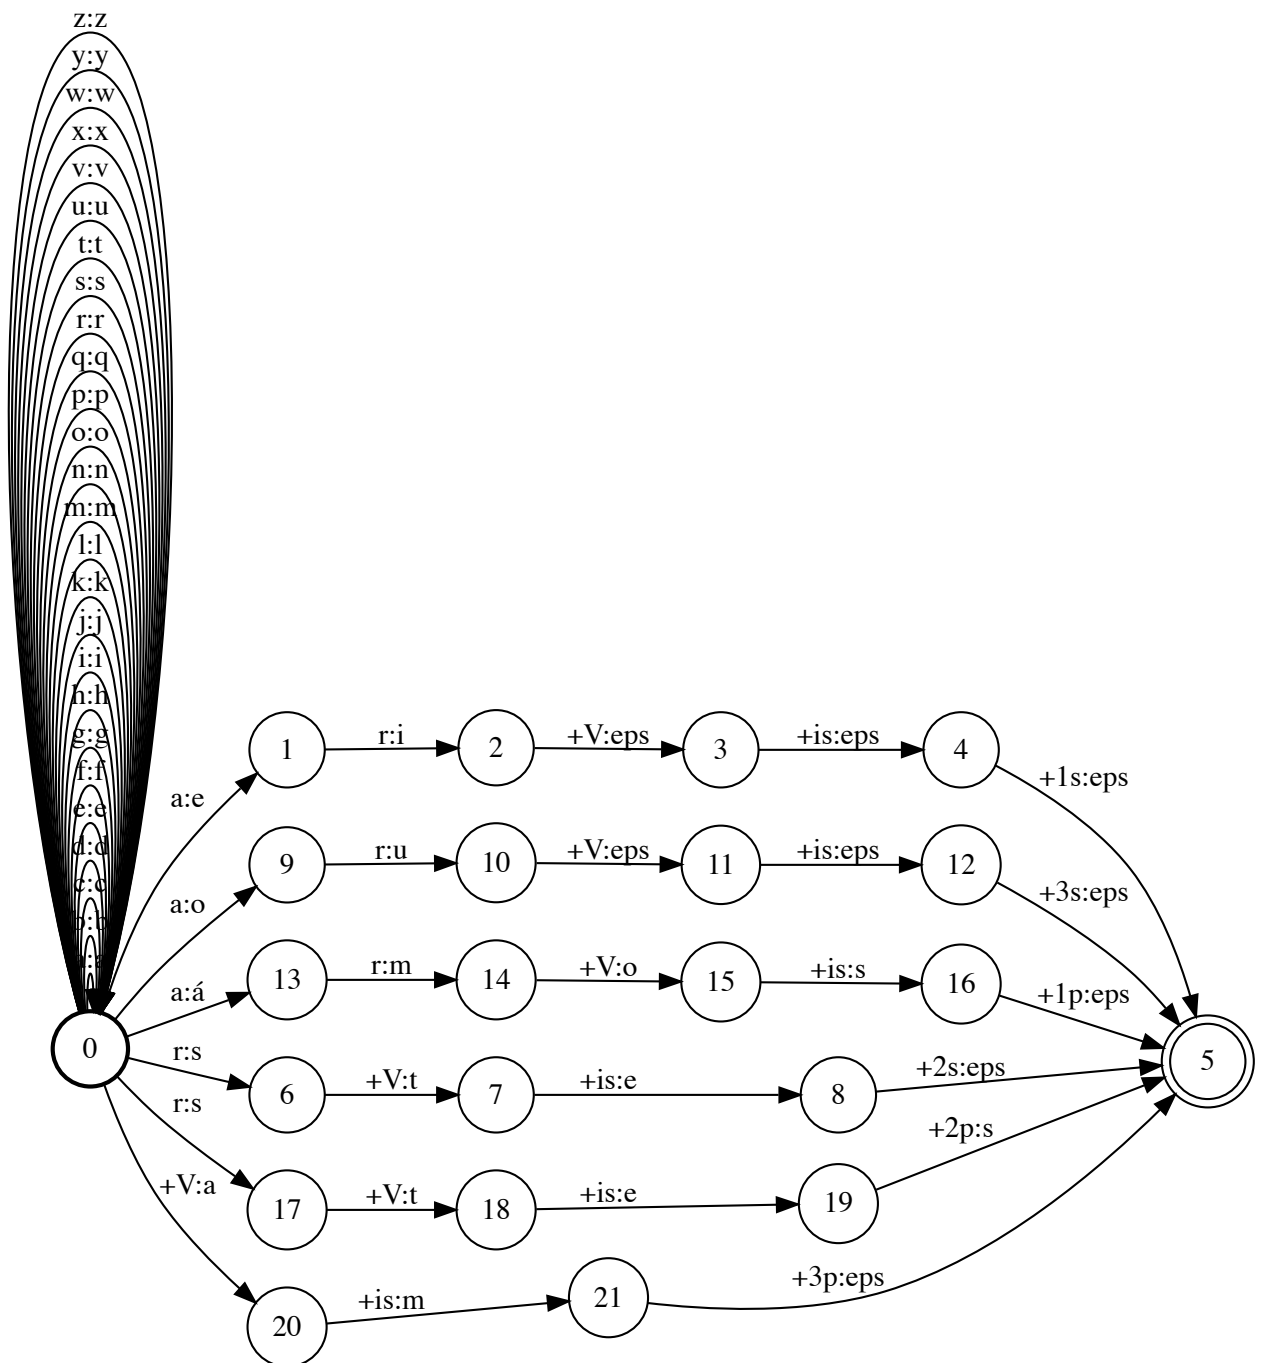 z:z
y:y
w:w
x:x
v:v
u:u
t:t
s:s
r:r
q:q
p:p
o:o
n:n
m:m
l:l
k:k
j:j
i:i
h:h
g:g
f:f
e:e
d:d
c:c
b:b
0
a:e
1
r:i
2
+V:eps
3
+is:eps
4
+1s:eps
a:o
9
r:u
10
+V:eps
11
+is:eps
12
+3s:eps
a:á
13
r:m
14
+V:o
15
+is:s
16
+1p:eps
5
r:s
6
+V:t
7
+is:e
8
+2s:eps
r:s
17
+V:t
18
+is:e
19
+2p:s
+V:a
20
+is:m
21
+3p:eps